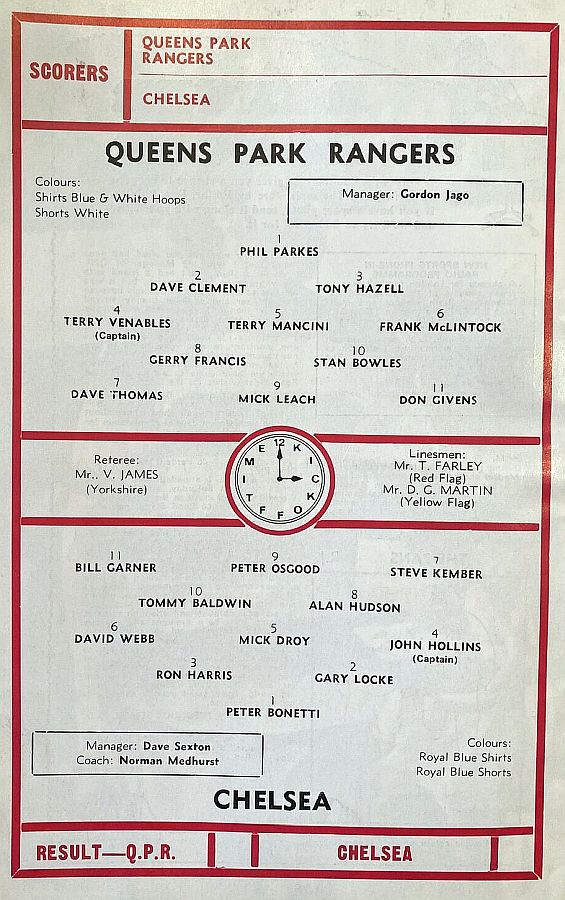 SCORERS
QUEENS PARK
RANGERS
CHELSEA
QUEENS PARK RANGERS
Colours:
Shirts Blue & White Hoops
Shorts White
Manager: Gordon Jago
1
PHIL PARKES
2 3
DAVE CLEMENT TONY HAZELL
4 5 6
TERRY VENABLES TERRY MANCINI FRANK McLINTOCK
(Captain)
8 10
GERRY FRANCIS STAN BOWLES
7 9 11
DAVE THOMAS MICK LEACH DON GIVENS
Referee:
Mr.. V. JAMES
(Yorkshire)
12 KICK OFF TIME
Linesmen:
Mr. T. FARLEY
(Red Flag)
Mr. D. G. MARTIN
(Yellow Flag)
11 9 7
BILL GARNER PETER OSGOOD STEVE KEMBER
10 8
TOMMY BALDWIN ALAN HUDSON
6 5 4
DAVID WEBB MICK DROY JOHN HOLLINS
(Captain)
3 2
RON HARRIS GARY LOCKE
1
PETER BONETTI
Manager: Dave Sexton
Coach: Norman Medhurst
Colours:
Royal Blue Shirts
Royal Blue Shorts
CHELSEA
RESULT—Q.P.R. CHELSEA